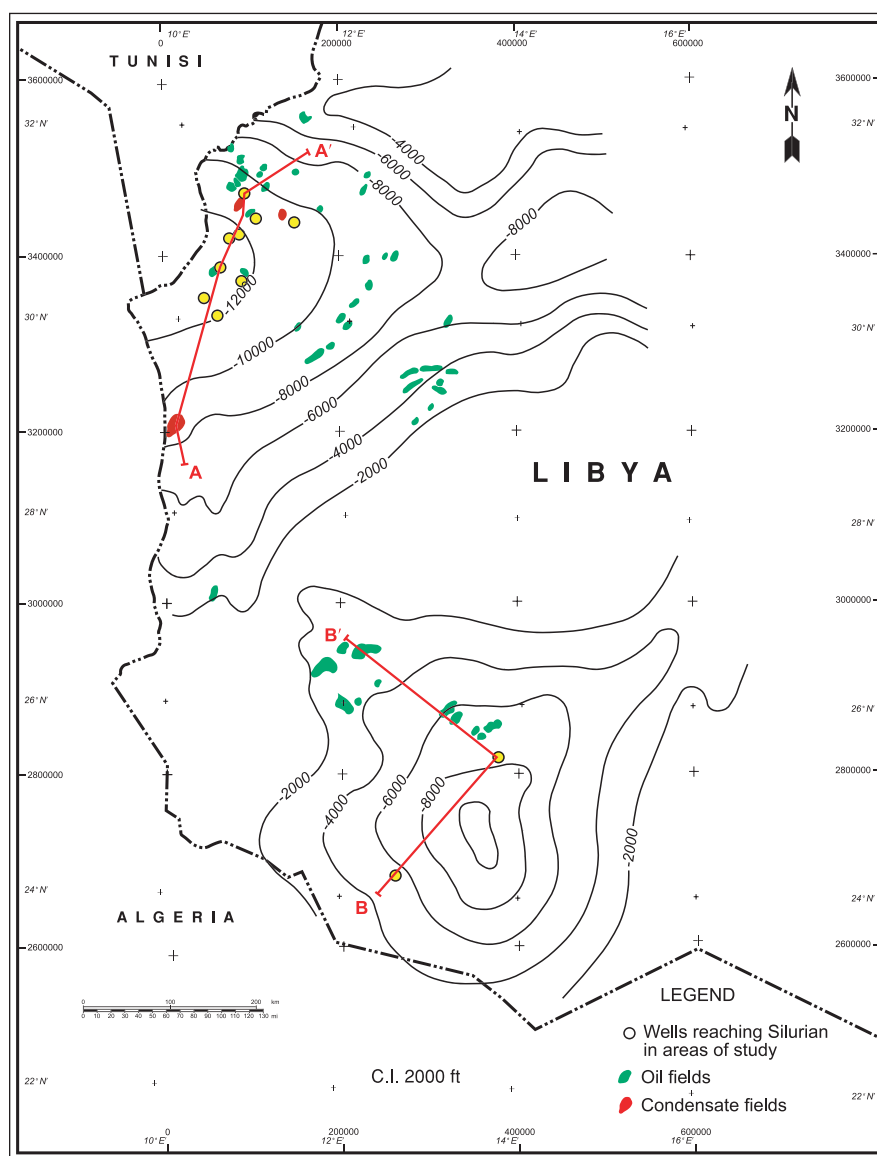 10°E 12°E 14°E 16°E
0 200000 400000 600000
TUNISI
3600000 3600000
32°N 32°N
A'
-4000
-6000
-8000
-8000
3400000 3400000
-12000
30°N 30°N
-10000
-8000
-6000
3200000 3200000
-4000
-2000
A
LIBYA
28°N 28°N
3000000 3000000
B'
26°N 26°N
2800000 2800000
-2000
-6000
-8000
-4000
-2000
24°N 24°N
B
ALGERIA
2600000 2600000
N
LEGEND
Wells reaching Silurian
in areas of study
Oil fields
Condensate fields
0 100 200 km
0 10 20 30 40 50 60 70 80 90 100 110 120 130 mi
C.I. 2000 ft
22°N 22°N
0 200000 400000 600000
10°E 12°E 14°E 16°E